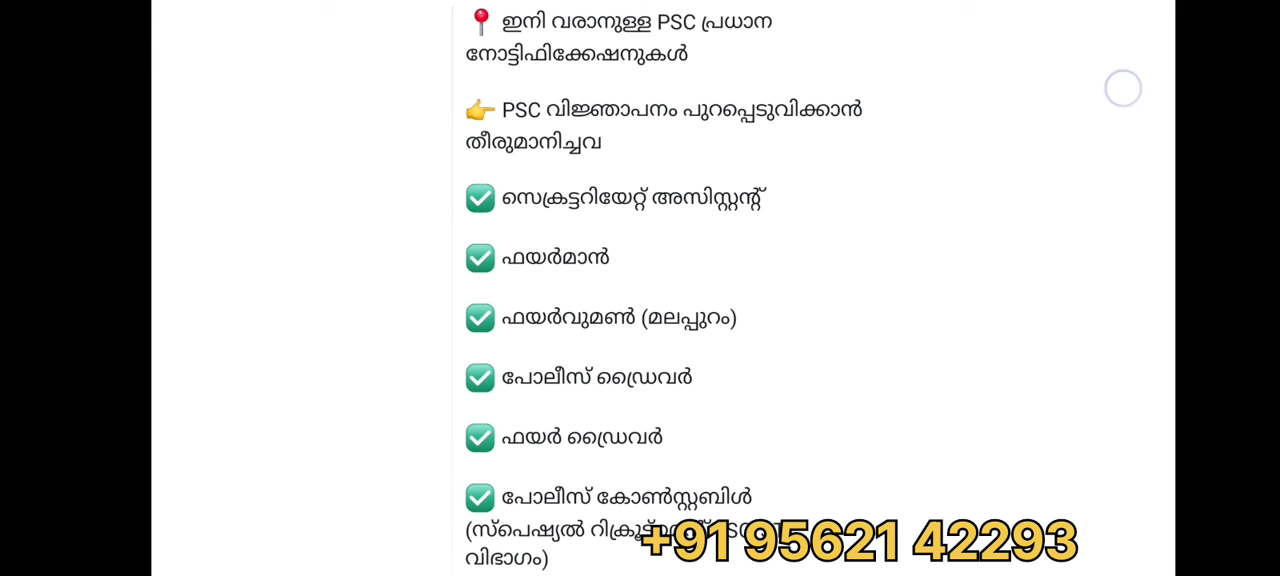 📍 ഇനി വരാനുള്ള PSC പ്രധാന
നോട്ടിഫിക്കേഷനുകൾ
👉 PSC വിജ്ഞാപനം പുറപ്പെടുവിക്കാൻ
തീരുമാനിച്ചവ
✅ സെക്രട്ടറിയേറ്റ് അസിസ്റ്റന്റ്
✅ ഫയർമാൻ
✅ ഫയർവുമൺ (മലപ്പുറം)
✅ പോലീസ് ഡ്രൈവർ
✅ ഫയർ ഡ്രൈവർ
✅ പോലീസ് കോൺസ്റ്റബിൾ
(സ്പെഷ്യൽ
+91 95621 42293
വിഭാഗം)